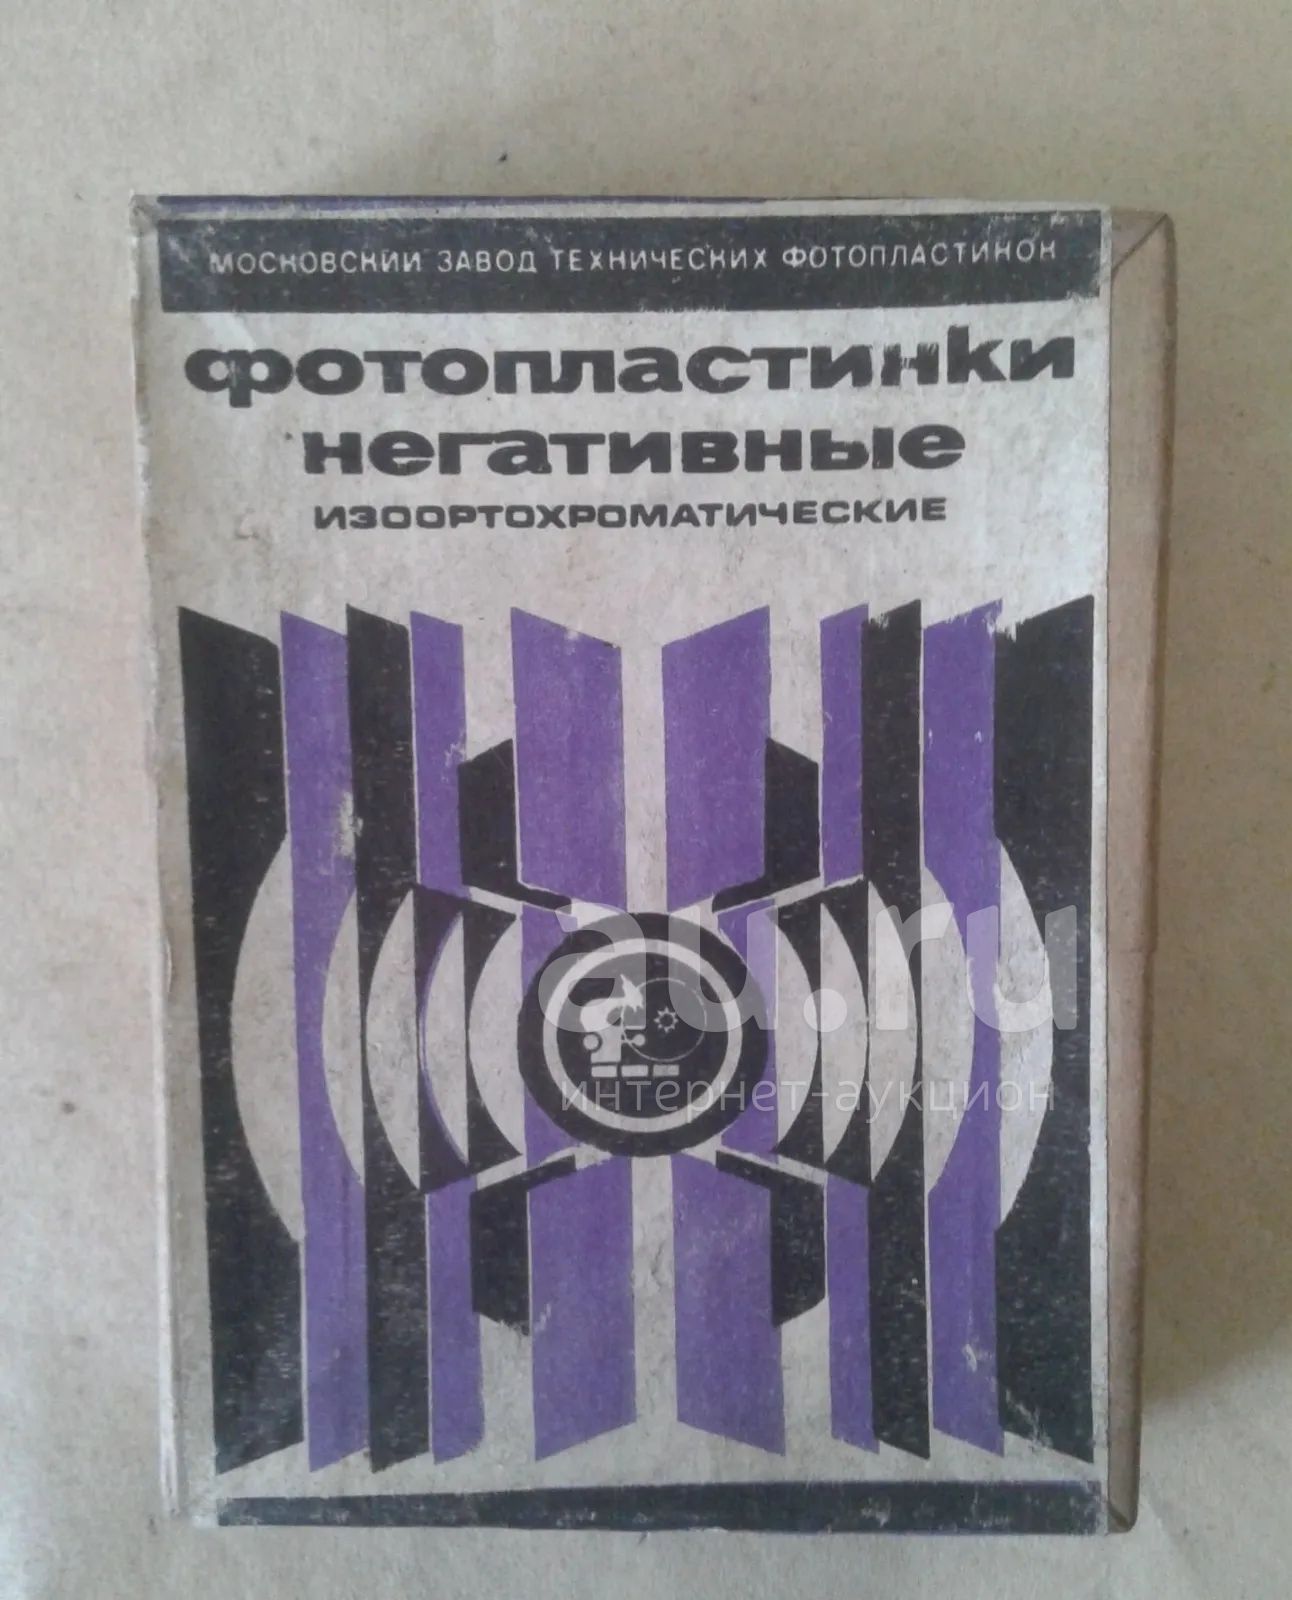 МОСКОВСКИЙ ЗАВОД ТЕХНИЧЕСКИХ ФОТОПЛАСТИНОК
фотопластинки
негативные
ИЗООРТОХРОМАТИЧЕСКИЕ
au.ru
интернет-аукцион